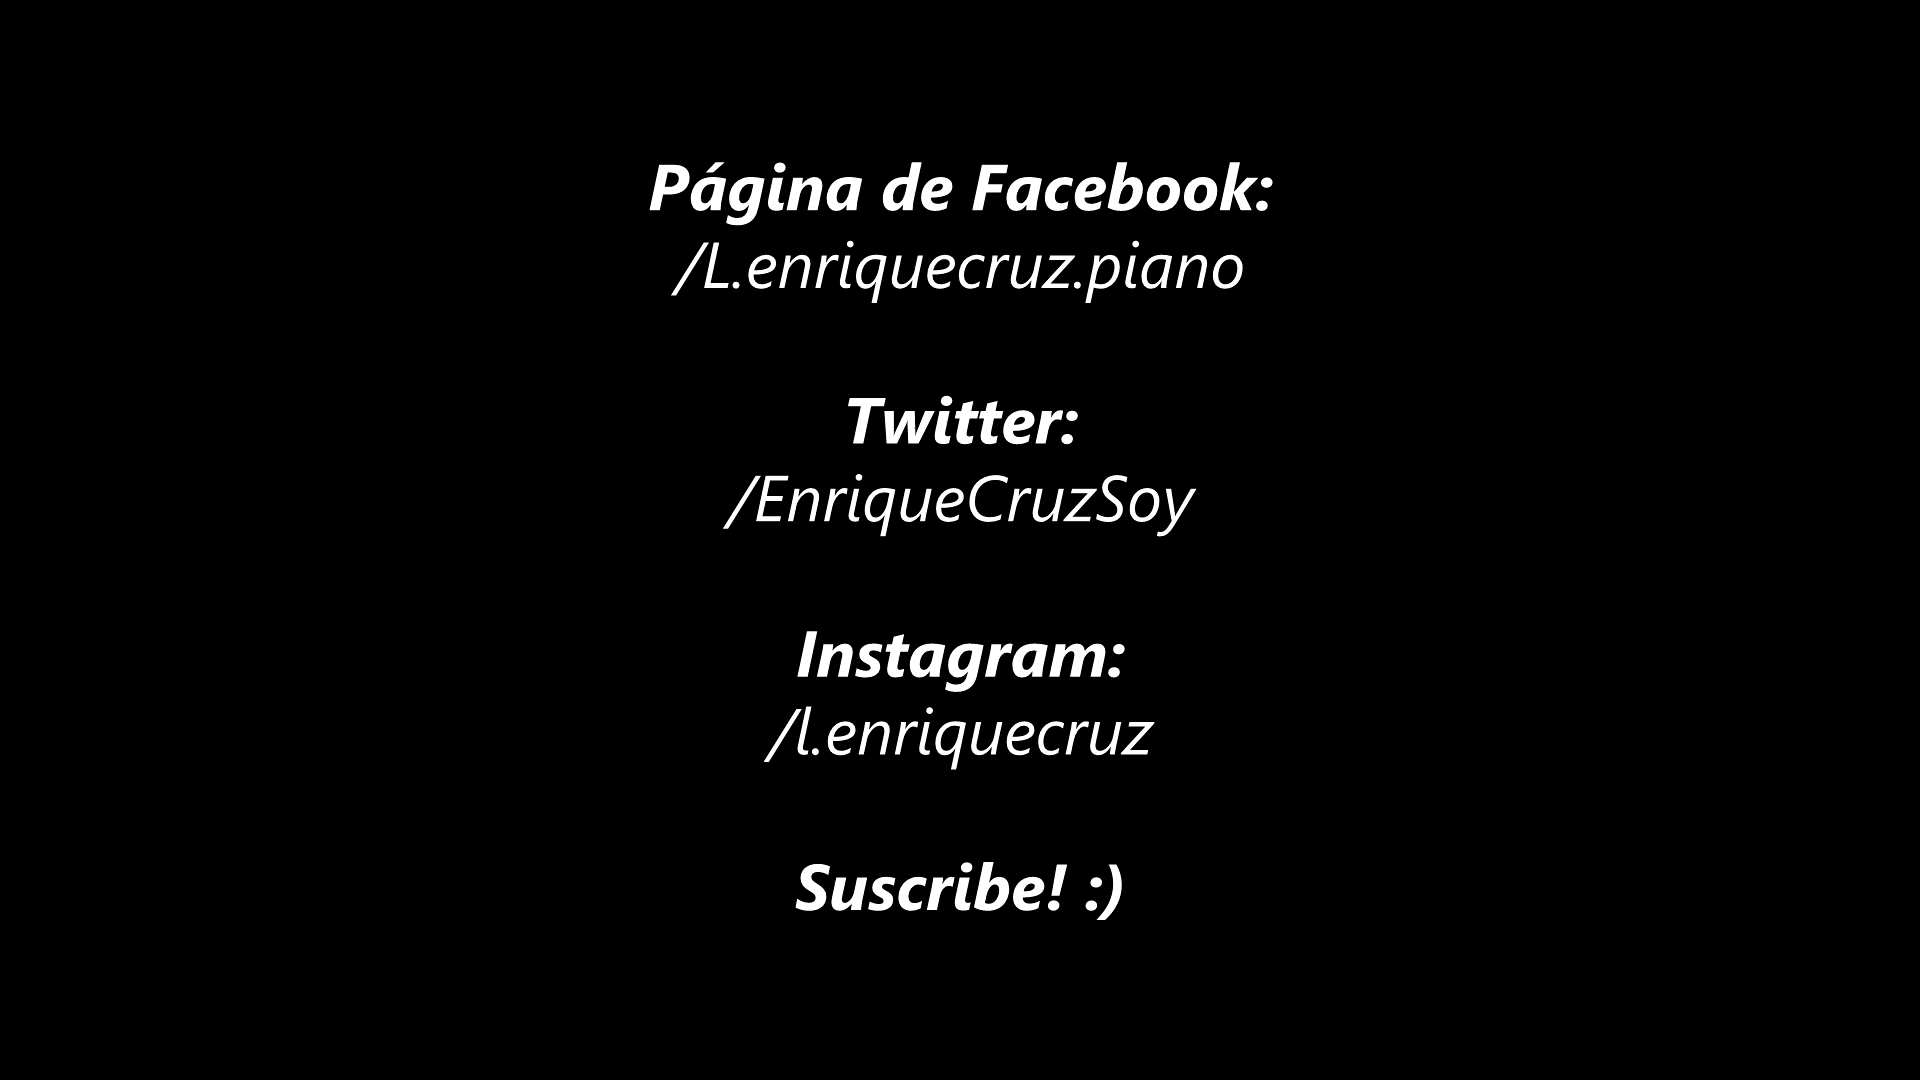 Página de Facebook:
/L.enriquecruz.piano
Twitter:
/EnriqueCruzSoy
Instagram:
/l.enriquecruz
Suscribe! :)